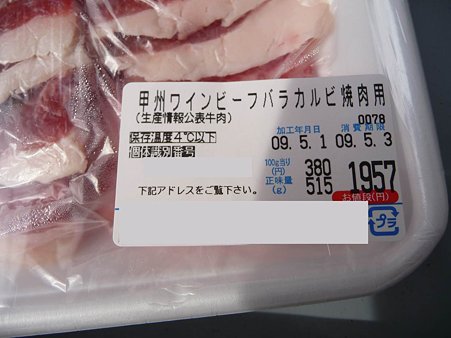 甲州ワインビーフバラカルビ焼肉用
(生産情報公表牛肉)
0078
保存温度4℃以下
加工年月日 消費期限
09.5.1 09.5.3
個体識別番号
100g当り(円) 380
正味量(g) 515
1957
お値段(円)
下記アドレスをご覧下さい。
プラ